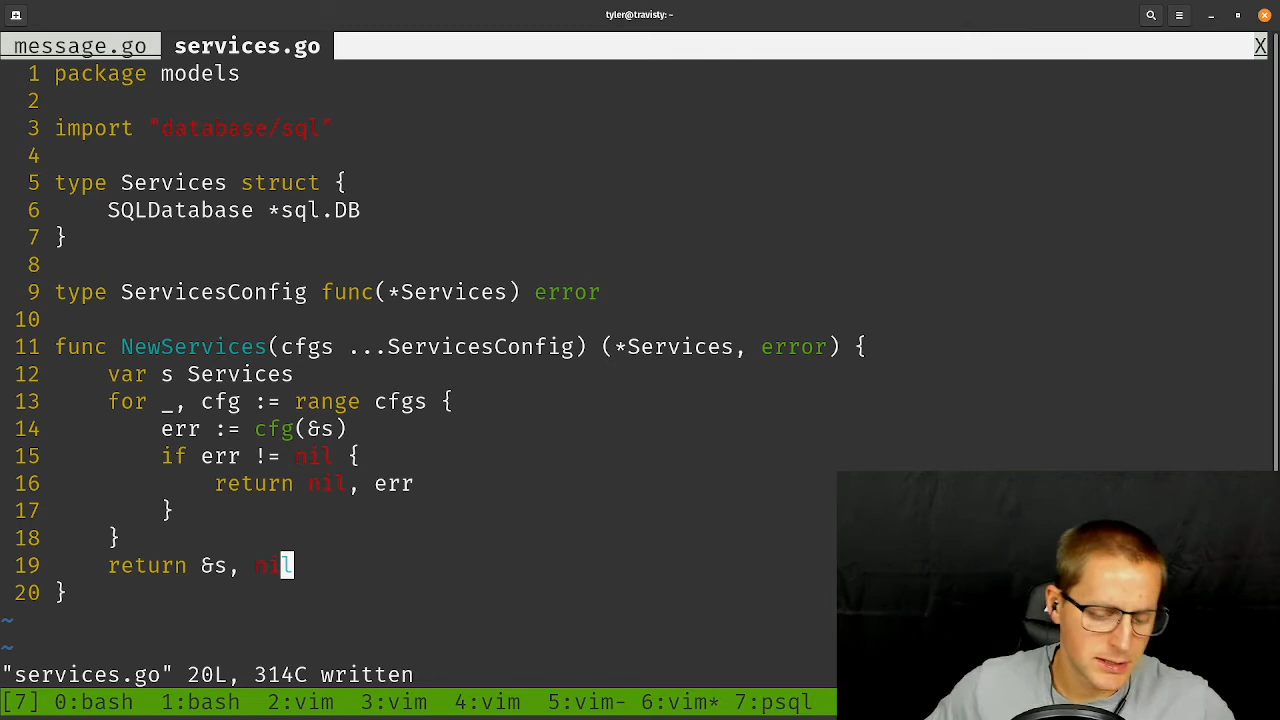 tyler@travisty: ~
message.go services.go X
1 package models
2
3 import "database/sql"
4
5 type Services struct {
6     SQLDatabase *sql.DB
7 }
8
9 type ServicesConfig func(*Services) error
10
11 func NewServices(cfgs ...ServicesConfig) (*Services, error) {
12     var s Services
13     for _, cfg := range cfgs {
14         err := cfg(&s)
15         if err != nil {
16             return nil, err
17         }
18     }
19     return &s, nil
20 }
~
~
"services.go" 20L, 314C written
[7] 0:bash 1:bash 2:vim 3:vim 4:vim 5:vim- 6:vim* 7:psql